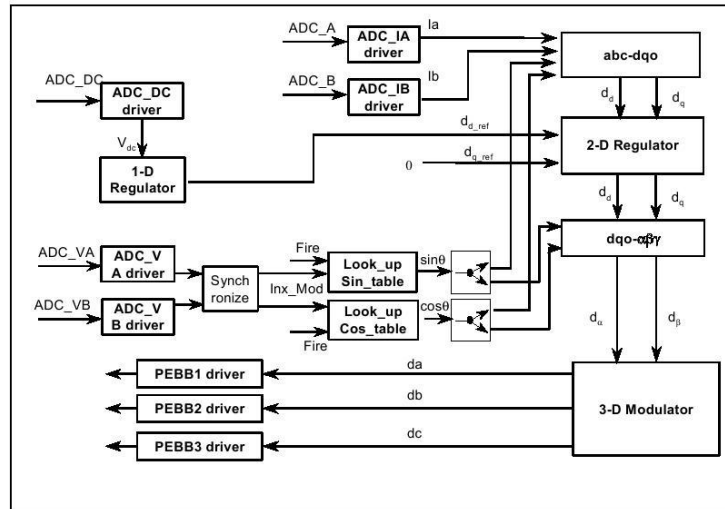 ADC_A
ADC_IA
driver
Ia
abc-dqo
ADC_B
ADC_IB
driver
Ib
ADC_DC
ADC_DC
driver
V_dc
1-D
Regulator
d_d
d_q
d_d_ref
d_q_ref
0
2-D Regulator
d_d
d_q
dqo-αβγ
ADC_VA
ADC_V
A driver
ADC_VB
ADC_V
B driver
Synch
ronize
Fire
Inx_Mod
Fire
Look_up
Sin_table
Look_up
Cos_table
sinθ
cosθ
d_α
d_β
PEBB1 driver
da
PEBB2 driver
db
PEBB3 driver
dc
3-D Modulator